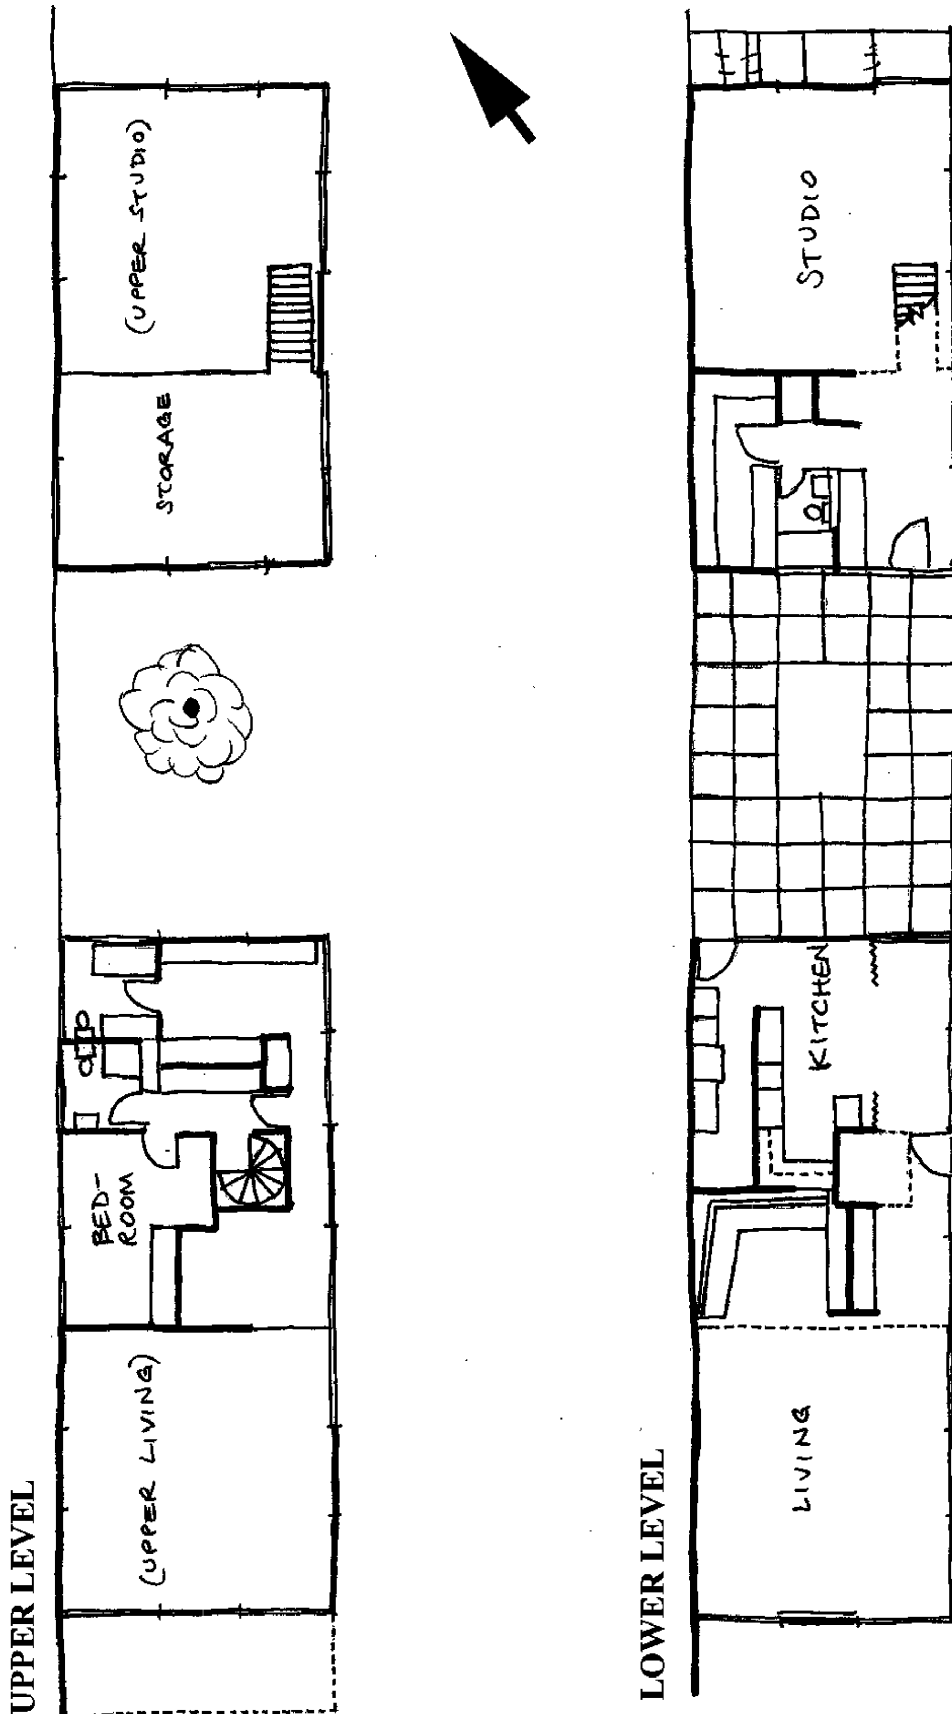 UPPER LEVEL
(UPPER LIVING)
BED-
ROOM
STORAGE
(UPPER STUDIO)
LOWER LEVEL
LIVING
KITCHEN
STUDIO